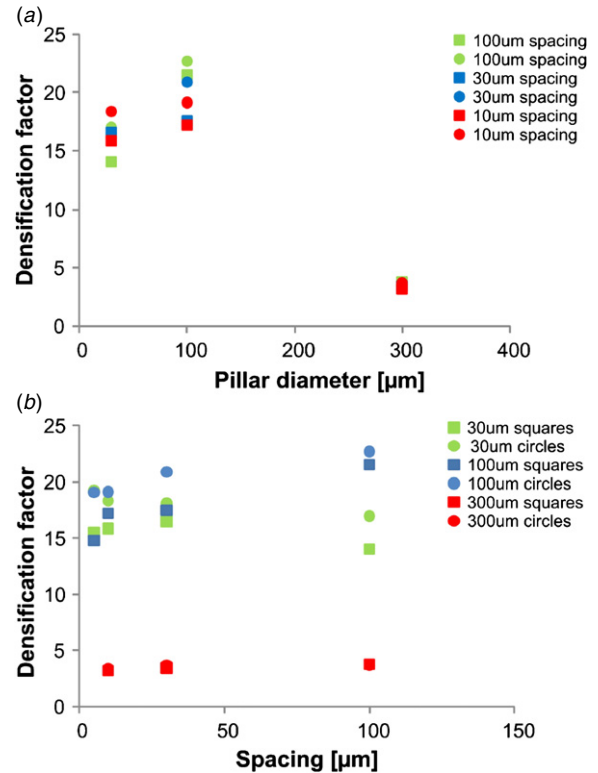 (a)
25
20
15
10
5
0
Densification factor
0 100 200 300 400
Pillar diameter [µm]
100um spacing
100um spacing
30um spacing
30um spacing
10um spacing
10um spacing
(b)
25
20
15
10
5
0
Densification factor
0 50 100 150
Spacing [µm]
30um squares
30um circles
100um squares
100um circles
300um squares
300um circles